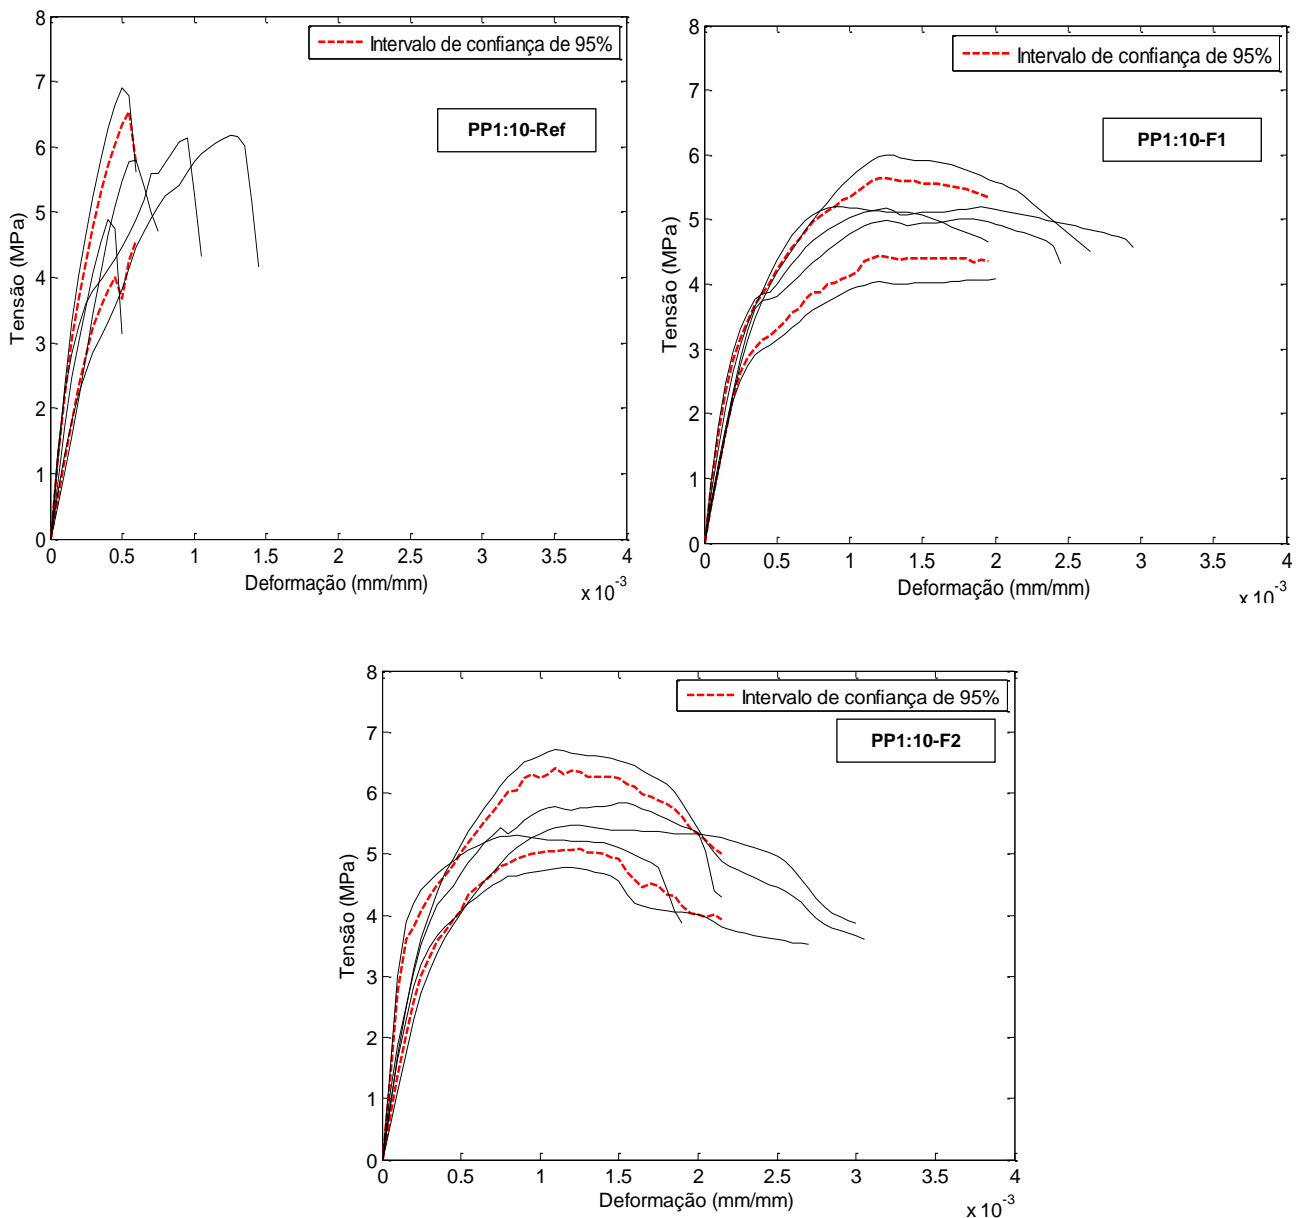 8
7
6
5
4
3
2
1
0
Tensão (MPa)
Intervalo de confiança de 95%
PP1:10-Ref
0 0.5 1 1.5 2 2.5 3 3.5 4
Deformação (mm/mm)
x 10⁻³
8
7
6
5
4
3
2
1
0
Tensão (MPa)
Intervalo de confiança de 95%
PP1:10-F1
0 0.5 1 1.5 2 2.5 3 3.5 4
Deformação (mm/mm)
x 10⁻³
8
7
6
5
4
3
2
1
0
Tensão (MPa)
Intervalo de confiança de 95%
PP1:10-F2
0 0.5 1 1.5 2 2.5 3 3.5 4
Deformação (mm/mm)
x 10⁻³